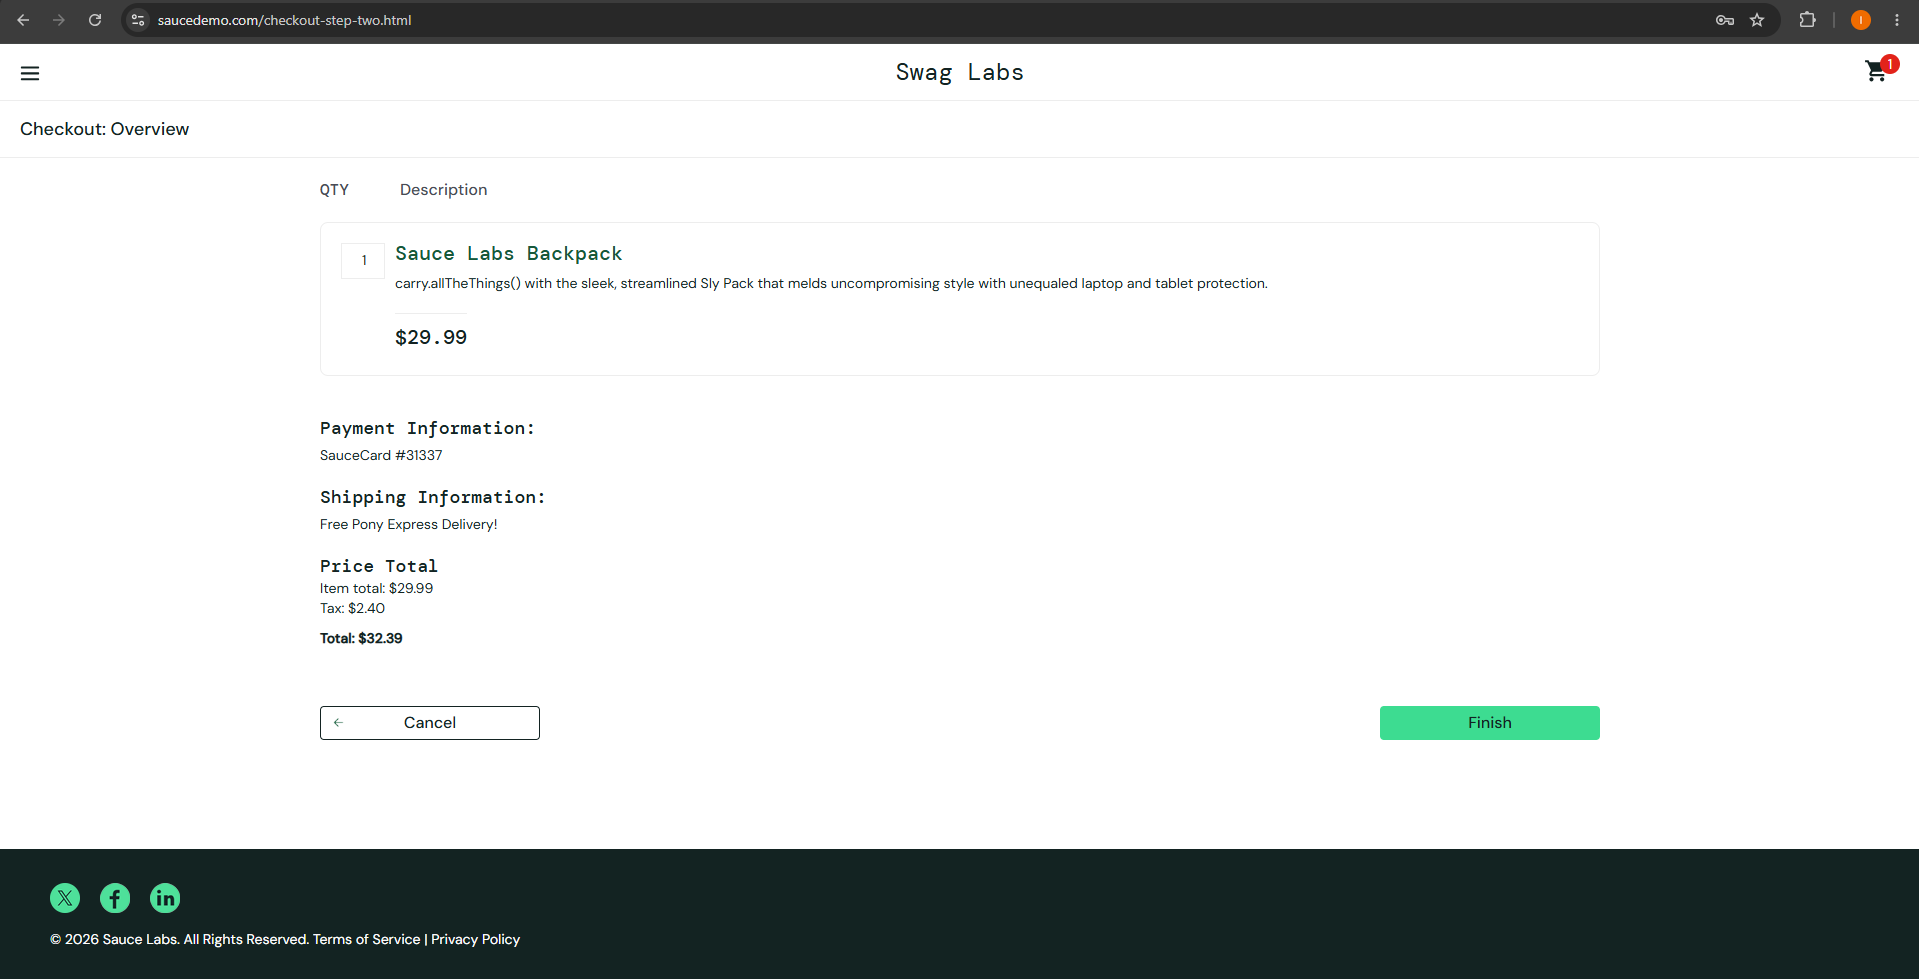 saucedemo.com/checkout-step-two.html
I
Swag Labs
1
Checkout: Overview
QTY Description
1
Sauce Labs Backpack
carry.allTheThings() with the sleek, streamlined Sly Pack that melds uncompromising style with unequaled laptop and tablet protection.
$29.99
Payment Information:
SauceCard #31337
Shipping Information:
Free Pony Express Delivery!
Price Total
Item total: $29.99
Tax: $2.40
Total: $32.39
Cancel
Finish
© 2026 Sauce Labs. All Rights Reserved. Terms of Service | Privacy Policy